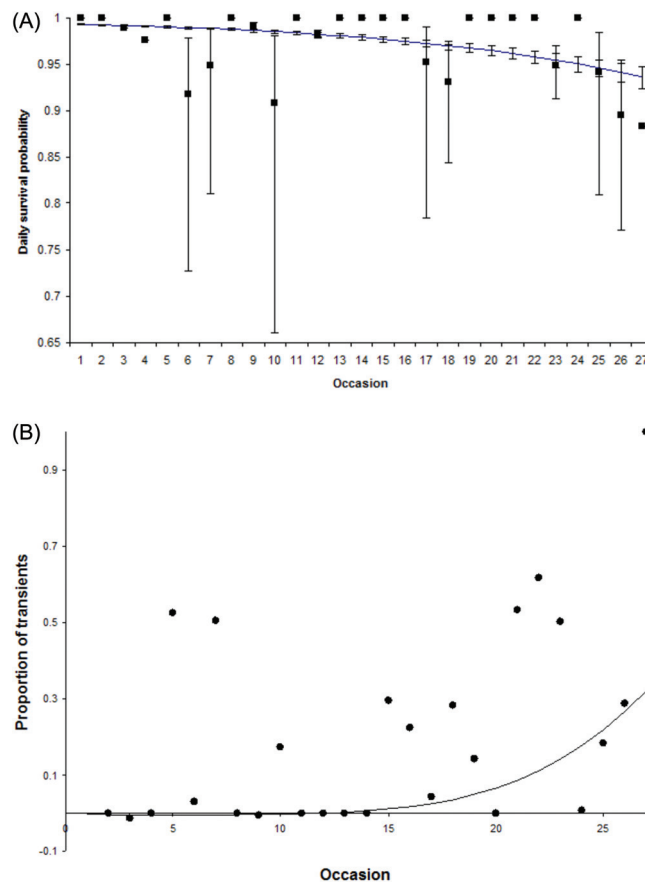 (A)
Daily survival probability
1
0.95
0.9
0.85
0.8
0.75
0.7
0.65
1 2 3 4 5 6 7 8 9 10 11 12 13 14 15 16 17 18 19 20 21 22 23 24 25 26 27
Occasion
(B)
Proportion of transients
0.9
0.7
0.5
0.3
0.1
-0.1
0 5 10 15 20 25
Occasion